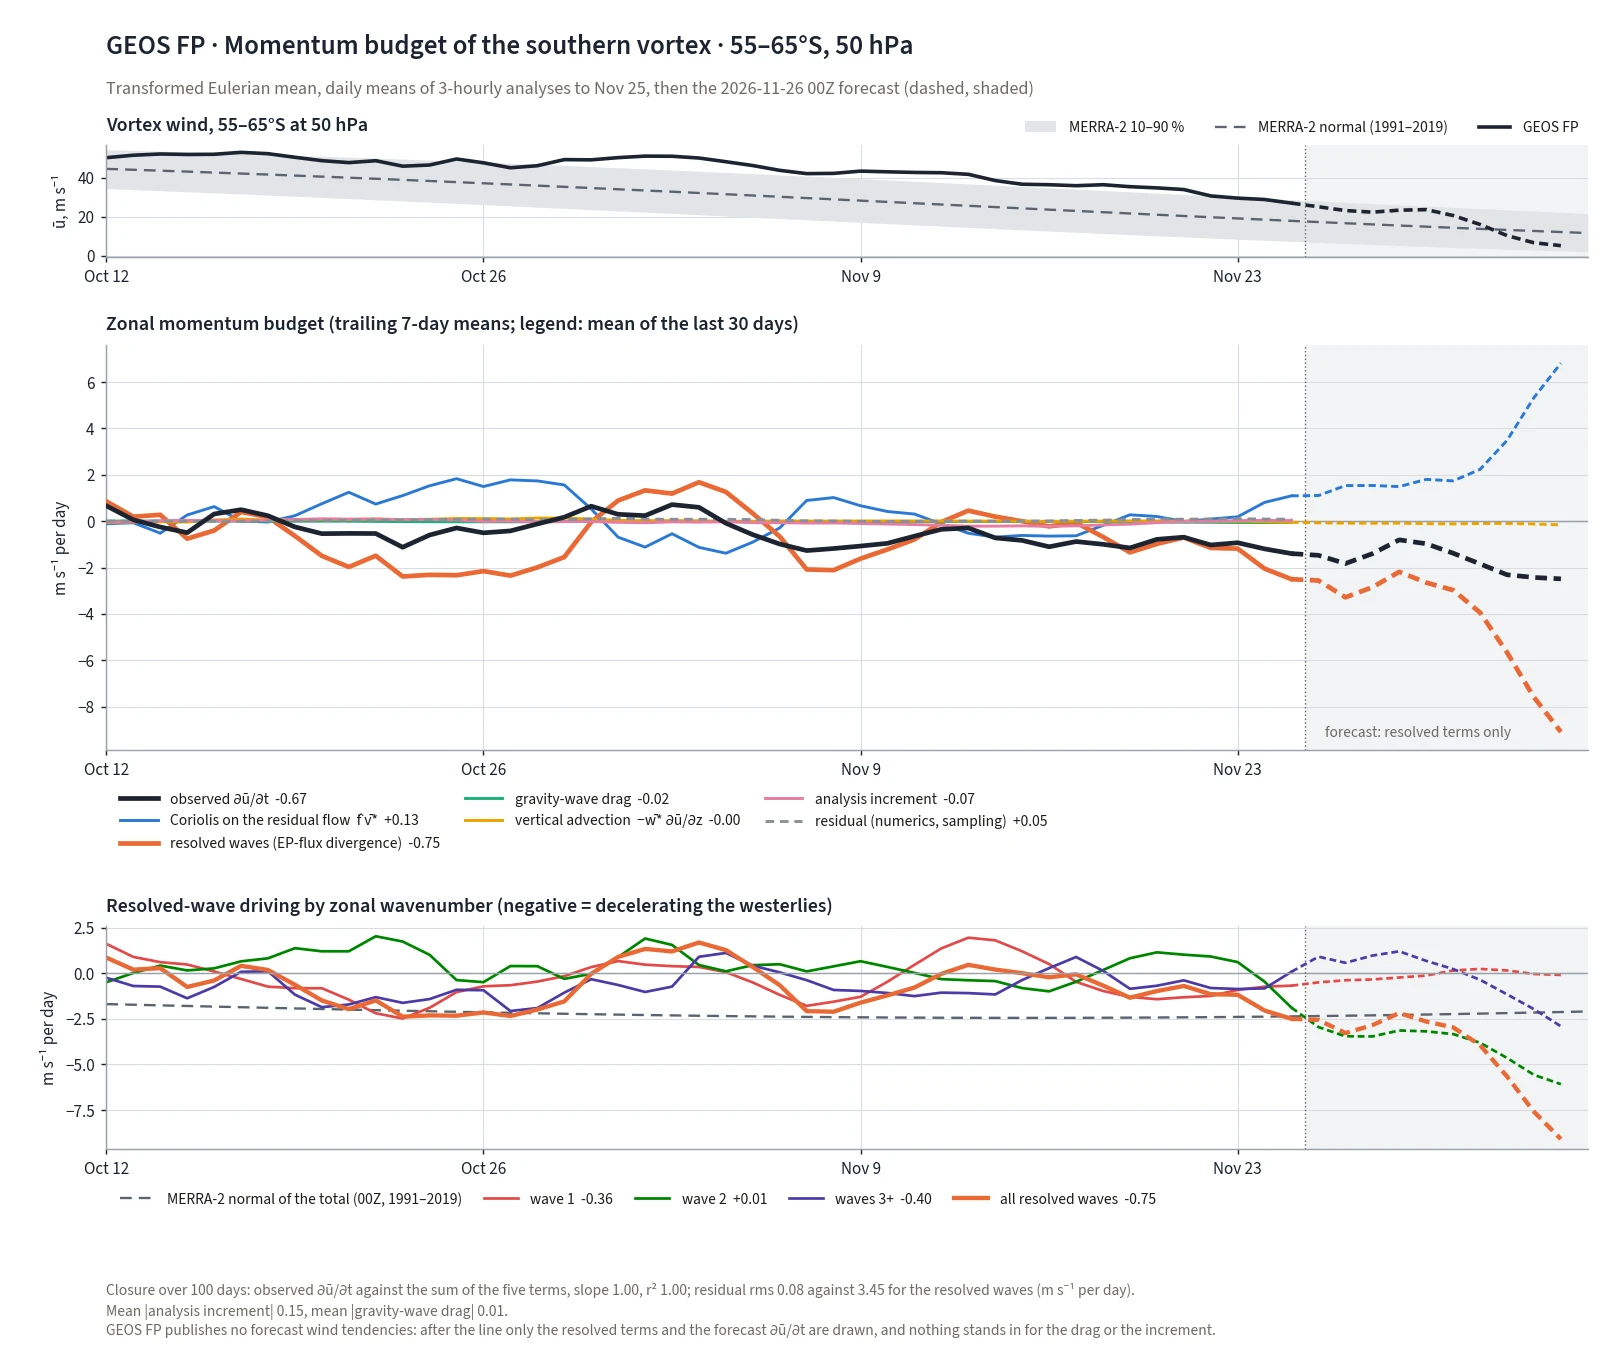 GEOS FP · Momentum budget of the southern vortex · 55–65°S, 50 hPa
Transformed Eulerian mean, daily means of 3-hourly analyses to Nov 25, then the 2026-11-26 00Z forecast (dashed, shaded)
Vortex wind, 55–65°S at 50 hPa
MERRA-2 10–90 %
MERRA-2 normal (1991–2019)
GEOS FP
ū, m s⁻¹
40
20
0
Oct 12
Oct 26
Nov 9
Nov 23
Zonal momentum budget (trailing 7-day means; legend: mean of the last 30 days)
m s⁻¹ per day
6
4
2
0
−2
−4
−6
−8
forecast: resolved terms only
Oct 12
Oct 26
Nov 9
Nov 23
observed ∂ū/∂t -0.67
Coriolis on the residual flow f v̄* +0.13
resolved waves (EP-flux divergence) -0.75
gravity-wave drag -0.02
vertical advection −w̄* ∂ū/∂z -0.00
analysis increment -0.07
residual (numerics, sampling) +0.05
Resolved-wave driving by zonal wavenumber (negative = decelerating the westerlies)
m s⁻¹ per day
2.5
0.0
−2.5
−5.0
−7.5
Oct 12
Oct 26
Nov 9
Nov 23
MERRA-2 normal of the total (00Z, 1991–2019)
wave 1 -0.36
wave 2 +0.01
waves 3+ -0.40
all resolved waves -0.75
Closure over 100 days: observed ∂ū/∂t against the sum of the five terms, slope 1.00, r² 1.00; residual rms 0.08 against 3.45 for the resolved waves (m s⁻¹ per day).
Mean |analysis increment| 0.15, mean |gravity-wave drag| 0.01.
GEOS FP publishes no forecast wind tendencies: after the line only the resolved terms and the forecast ∂ū/∂t are drawn, and nothing stands in for the drag or the increment.